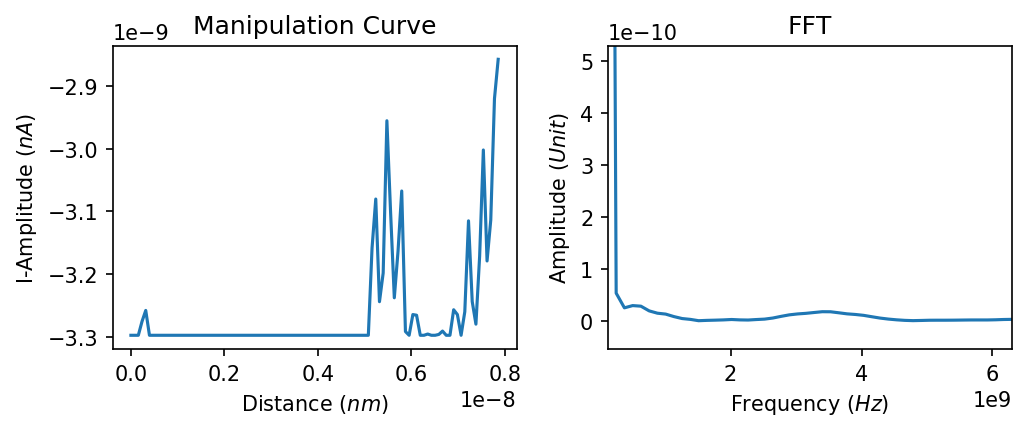 Manipulation Curve
1e−9
I-Amplitude (nA)
−2.9
−3.0
−3.1
−3.2
−3.3
0.0 0.2 0.4 0.6 0.8
Distance (nm)
1e−8
FFT
1e−10
Amplitude (Unit)
5
4
3
2
1
0
2 4 6
Frequency (Hz)
1e9